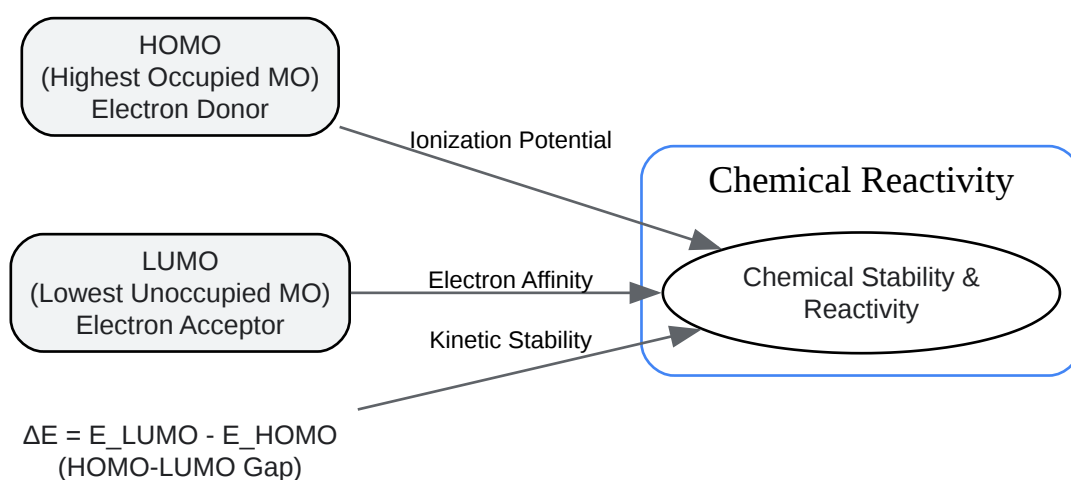 HOMO
(Highest Occupied MO)
Electron Donor
Ionization Potential
Chemical Reactivity
LUMO
(Lowest Unoccupied MO)
Electron Acceptor
Electron Affinity
Chemical Stability &
Reactivity
Kinetic Stability
ΔE = E_LUMO - E_HOMO
(HOMO-LUMO Gap)